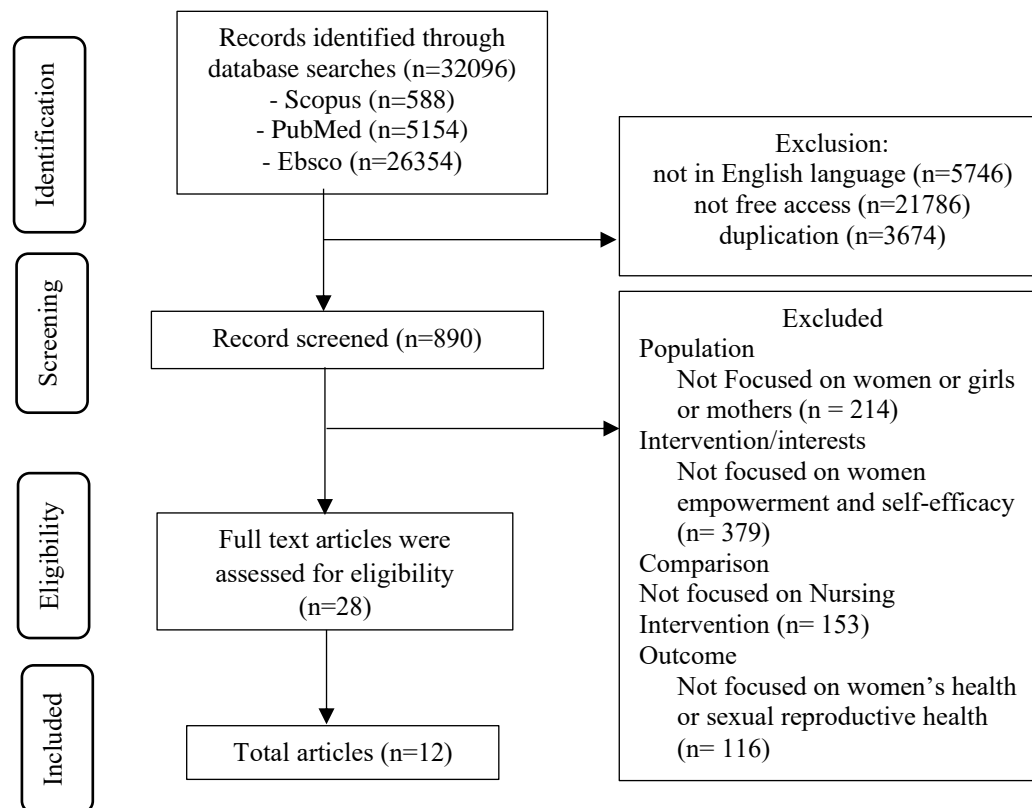 Identification
Records identified through
database searches (n=32096)
- Scopus (n=588)
- PubMed (n=5154)
- Ebsco (n=26354)
Exclusion:
not in English language (n=5746)
not free access (n=21786)
duplication (n=3674)
Screening
Record screened (n=890)
Excluded
Population
Not Focused on women or girls
or mothers (n = 214)
Intervention/interests
Not focused on women
empowerment and self-efficacy
(n= 379)
Comparison
Not focused on Nursing
Intervention (n= 153)
Outcome
Not focused on women’s health
or sexual reproductive health
(n= 116)
Eligibility
Full text articles were
assessed for eligibility
(n=28)
Included
Total articles (n=12)